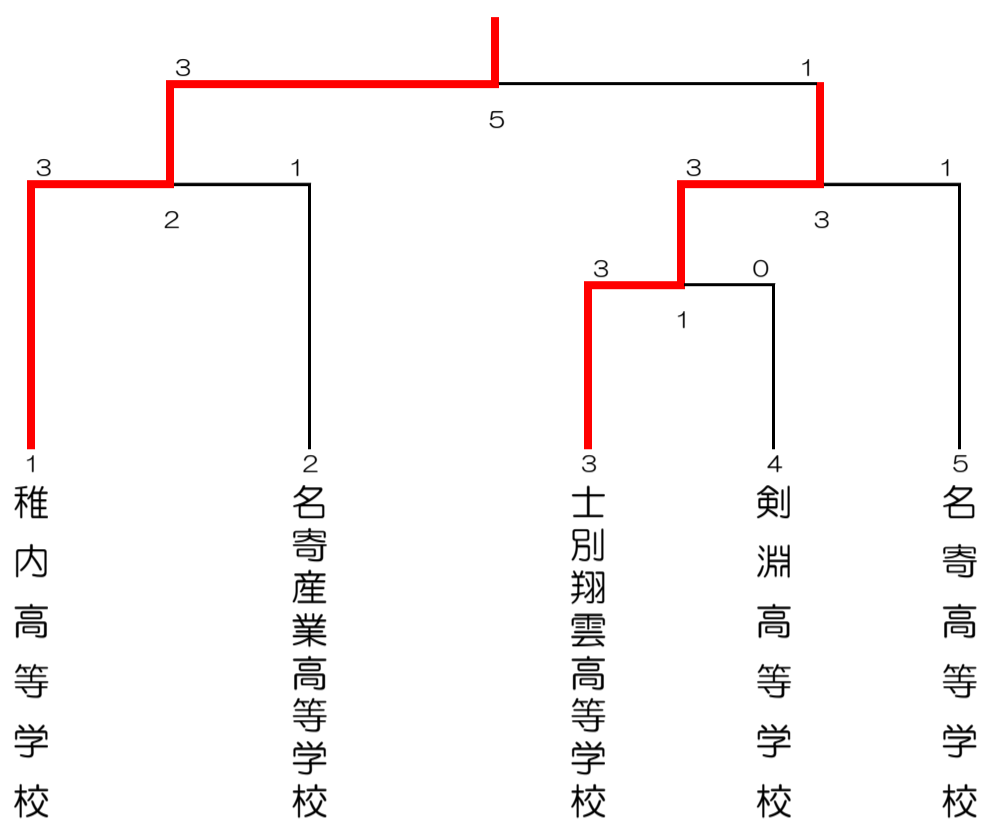 3 1
5
3 1 3 1
2 3
3 0
1
1 2 3 4 5
稚内高等学校
名寄産業高等学校
士別翔雲高等学校
剣淵高等学校
名寄高等学校